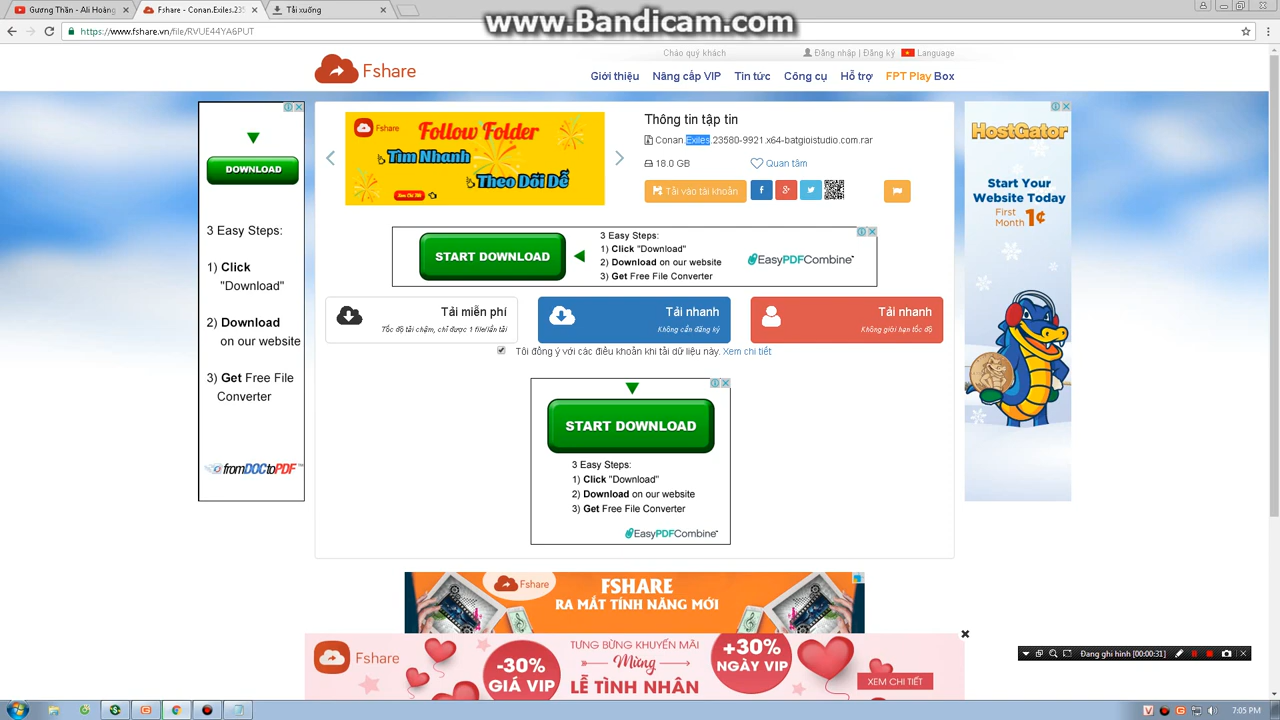 Gương Thần - Ali Hoàng
Fshare - Conan.Exiles.235
Tải xuống
www.Bandicam.com
https://www.fshare.vn/file/RVUE44YA6PUT
Fshare
Chào quý khách
Đăng nhập | Đăng ký
Language
Giới thiệu
Nâng cấp VIP
Tin tức
Công cụ
Hỗ trợ
FPT Play Box
DOWNLOAD
3 Easy Steps:
1) Click
"Download"
2) Download
on our website
3) Get Free File
Converter
fromDOCtoPDF
Fshare
Follow Folder
Tìm Nhanh
Theo Dõi Dễ
Thông tin tập tin
Conan.Exiles.23580-9921.x64-batgioistudio.com.rar
18.0 GB
Quan tâm
Tải vào tài khoản
START DOWNLOAD
3 Easy Steps:
1) Click "Download"
2) Download on our website
3) Get Free File Converter
EasyPDFCombine
Tải miễn phí
Tốc độ tải chậm, chỉ được 1 file/lần tải
Tải nhanh
Không cần đăng ký
Tải nhanh
Không giới hạn tốc độ
Tôi đồng ý với các điều khoản khi tải dữ liệu này. Xem chi tiết
START DOWNLOAD
3 Easy Steps:
1) Click "Download"
2) Download on our website
3) Get Free File Converter
EasyPDFCombine
HostGator
Start Your
Website Today
First
Month 1¢
Fshare
FSHARE
RA MẮT TÍNH NĂNG MỚI
Fshare
-30%
GIÁ VIP
TƯNG BỪNG KHUYẾN MÃI
Mừng
LỄ TÌNH NHÂN
+30%
NGÀY VIP
XEM CHI TIẾT
Đang ghi hình [00:00:31]
7:05 PM